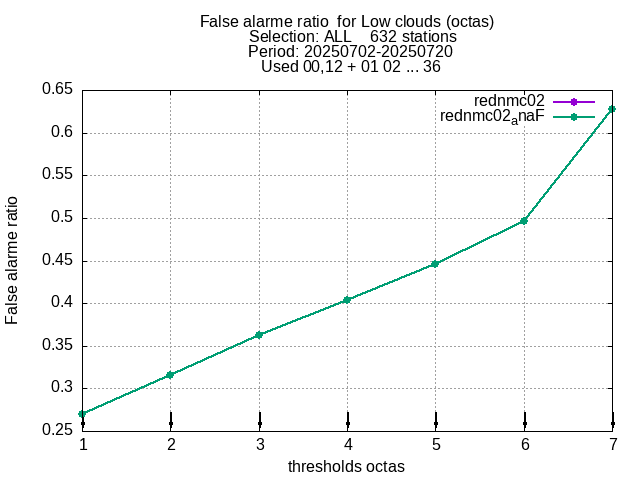 False alarme ratio  for Low clouds (octas)
Selection: ALL    632 stations
Period: 20250702-20250720
Used 00,12 + 01 02 ... 36
rednmc02
rednmc02_anaF
0.65
0.6
0.55
0.5
0.45
0.4
0.35
0.3
0.25
False alarme ratio
1 2 3 4 5 6 7
thresholds octas